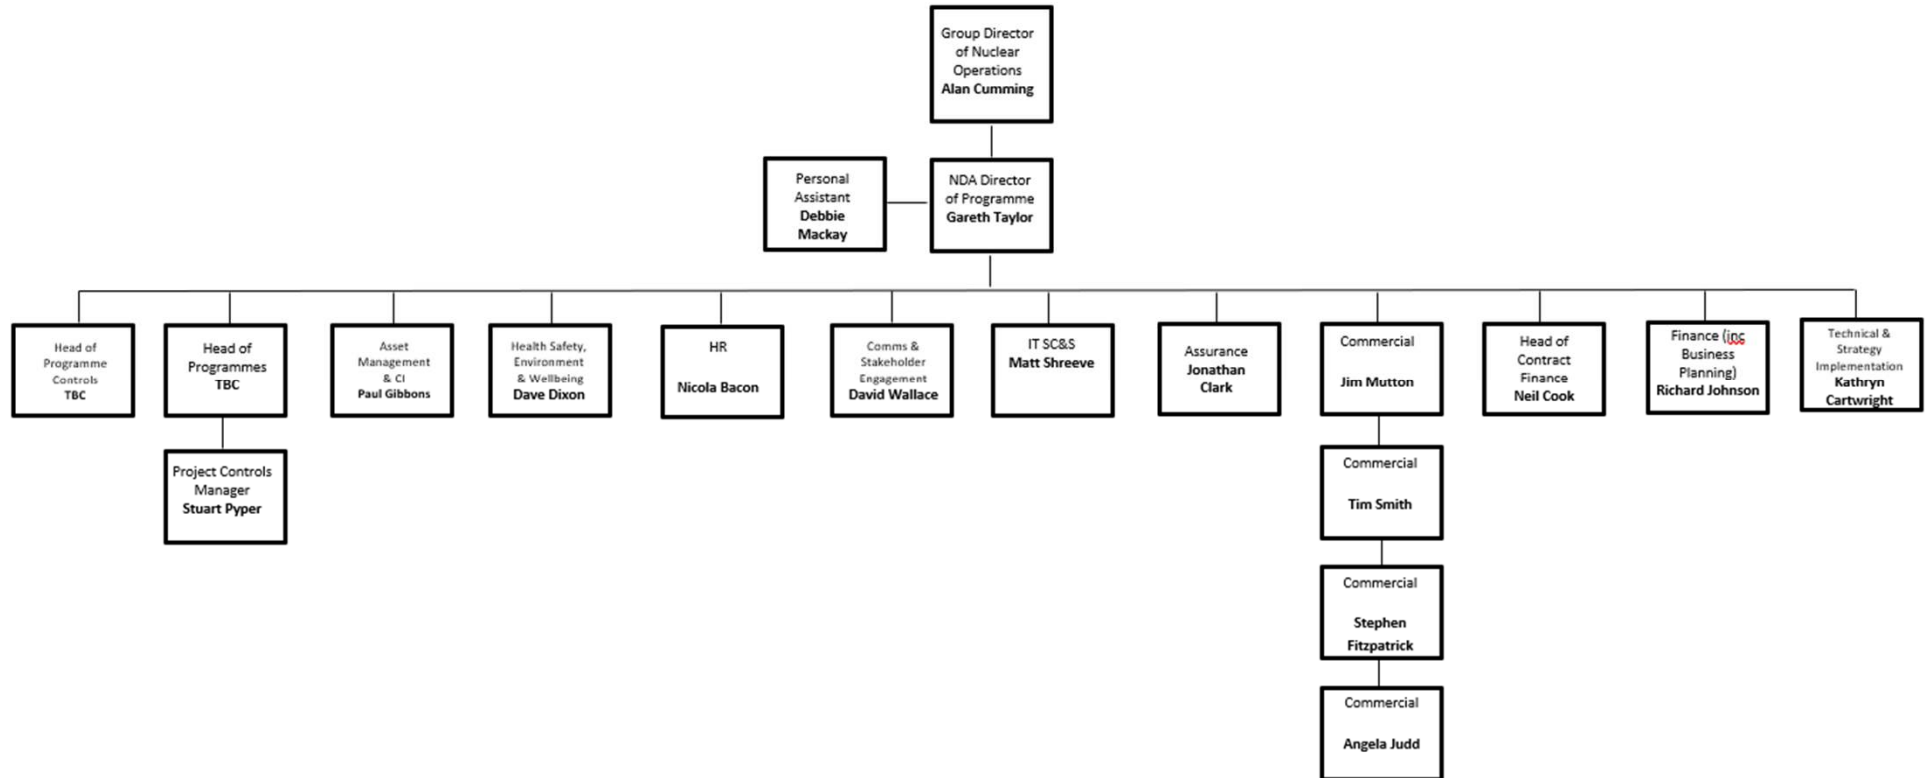 Group Director
of Nuclear
Operations
Alan Cumming
Personal
Assistant
Debbie
Mackay
NDA Director
of Programme
Gareth Taylor
Head of
Programme
Controls
TBC
Head of
Programmes
TBC
Asset
Management
& CI
Paul Gibbons
Health Safety,
Environment
& Wellbeing
Dave Dixon
HR
Nicola Bacon
Comms &
Stakeholder
Engagement
David Wallace
IT SC&S
Matt Shreeve
Assurance
Jonathan
Clark
Commercial
Jim Mutton
Head of
Contract
Finance
Neil Cook
Finance (inc
Business
Planning)
Richard Johnson
Technical &
Strategy
Implementation
Kathryn
Cartwright
Project Controls
Manager
Stuart Pyper
Commercial
Tim Smith
Commercial
Stephen
Fitzpatrick
Commercial
Angela Judd